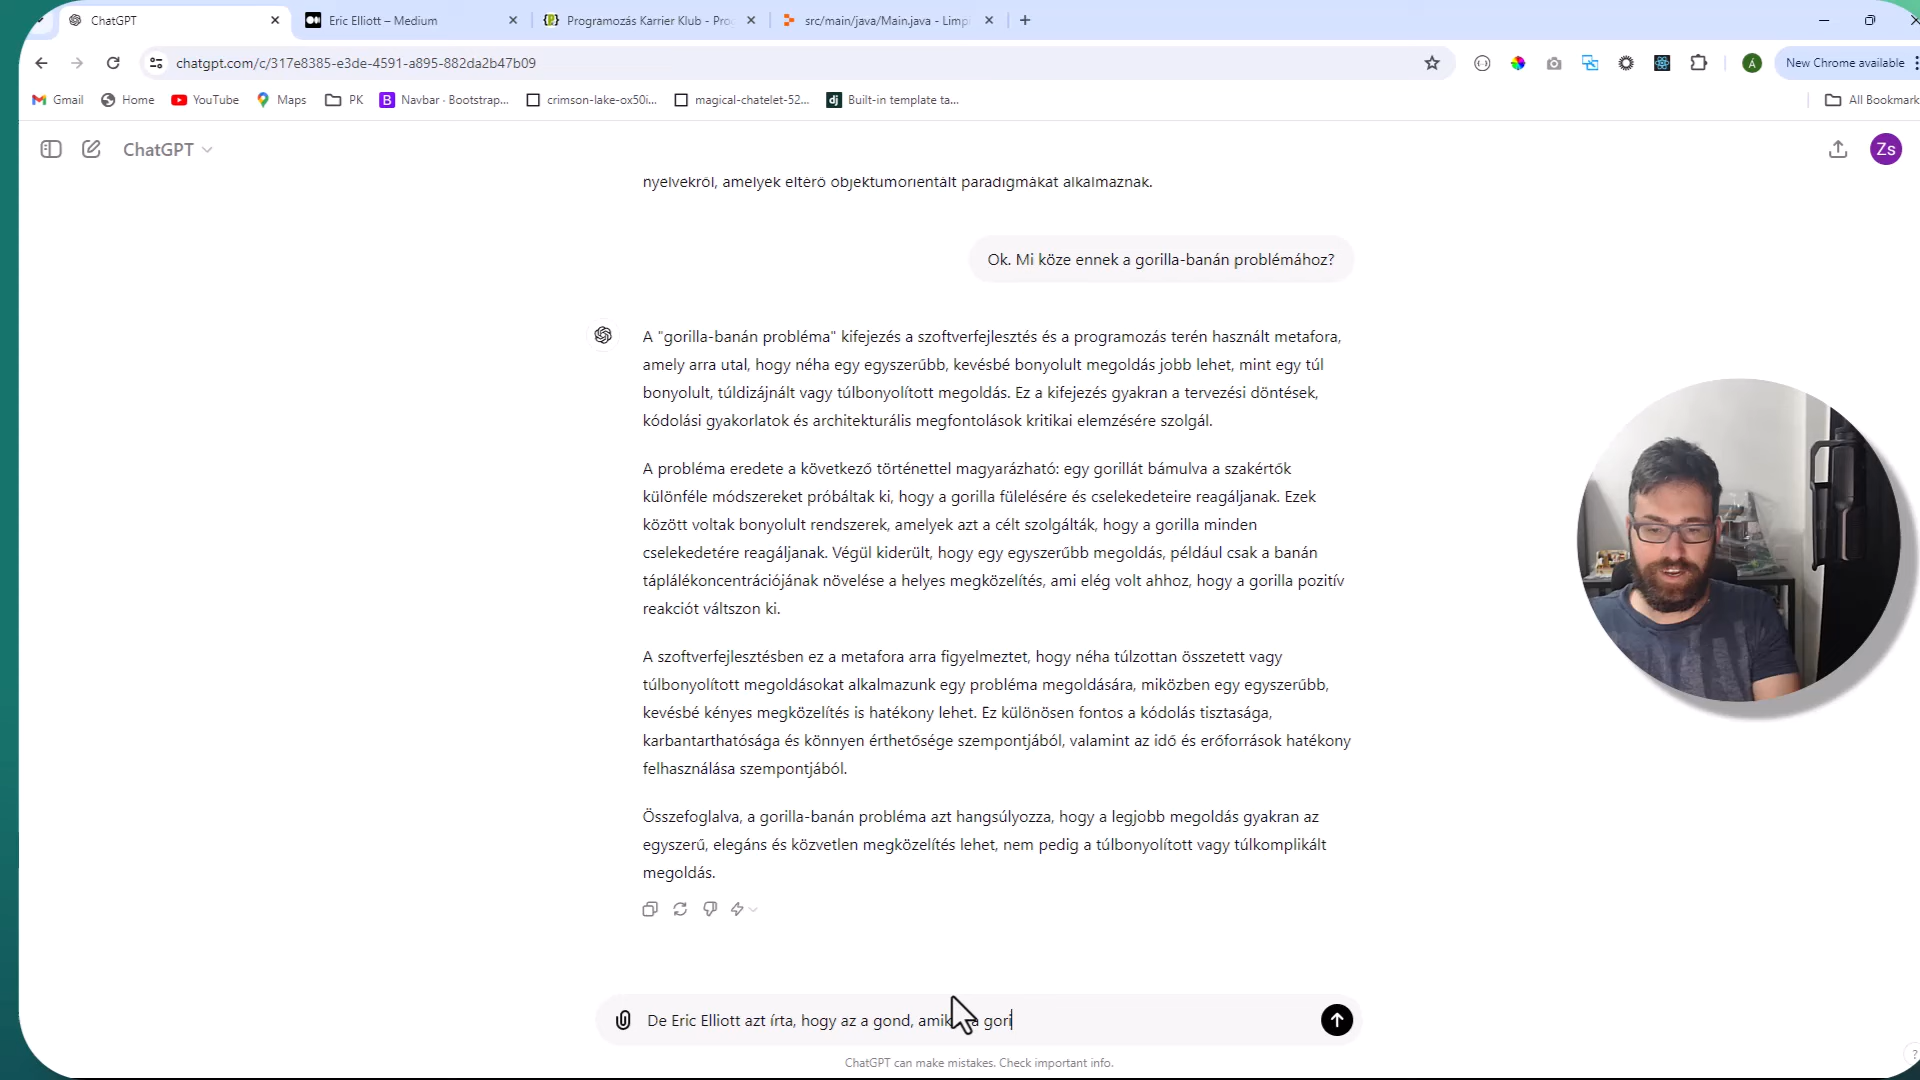 ChatGPT
Eric Elliott – Medium
Programozás Karrier Klub - Pro
src/main/java/Main.java - Limp
chatgpt.com/c/317e8385-e3de-4591-a895-882da2b47b09
New Chrome available
Gmail
Home
YouTube
Maps
PK
Navbar · Bootstrap...
crimson-lake-ox50i...
magical-chatelet-52...
Built-in template ta...
All Bookmark
ChatGPT
Zs
nyelvekről, amelyek eltérő objektumorientált paradigmákat alkalmaznak.
Ok. Mi köze ennek a gorilla-banán problémához?
A "gorilla-banán probléma" kifejezés a szoftverfejlesztés és a programozás terén használt metafora,
amely arra utal, hogy néha egy egyszerűbb, kevésbé bonyolult megoldás jobb lehet, mint egy túl
bonyolult, túldizájnált vagy túlbonyolított megoldás. Ez a kifejezés gyakran a tervezési döntések,
kódolási gyakorlatok és architekturális megfontolások kritikai elemzésére szolgál.
A probléma eredete a következő történettel magyarázható: egy gorillát bámulva a szakértők
különféle módszereket próbáltak ki, hogy a gorilla fülelésére és cselekedeteire reagáljanak. Ezek
között voltak bonyolult rendszerek, amelyek azt a célt szolgálták, hogy a gorilla minden
cselekedetére reagáljanak. Végül kiderült, hogy egy egyszerűbb megoldás, például csak a banán
táplálékoncentrációjának növelése a helyes megközelítés, ami elég volt ahhoz, hogy a gorilla pozitív
reakciót váltszon ki.
A szoftverfejlesztésben ez a metafora arra figyelmeztet, hogy néha túlzottan összetett vagy
túlbonyolított megoldásokat alkalmazunk egy probléma megoldására, miközben egy egyszerűbb,
kevésbé kényes megközelítés is hatékony lehet. Ez különösen fontos a kódolás tisztasága,
karbantarthatósága és könnyen érthetősége szempontjából, valamint az idő és erőforrások hatékony
felhasználása szempontjából.
Összefoglalva, a gorilla-banán probléma azt hangsúlyozza, hogy a legjobb megoldás gyakran az
egyszerű, elegáns és közvetlen megközelítés lehet, nem pedig a túlbonyolított vagy túlkomplikált
megoldás.
De Eric Elliott azt írta, hogy az a gond, amik a gori
ChatGPT can make mistakes. Check important info.